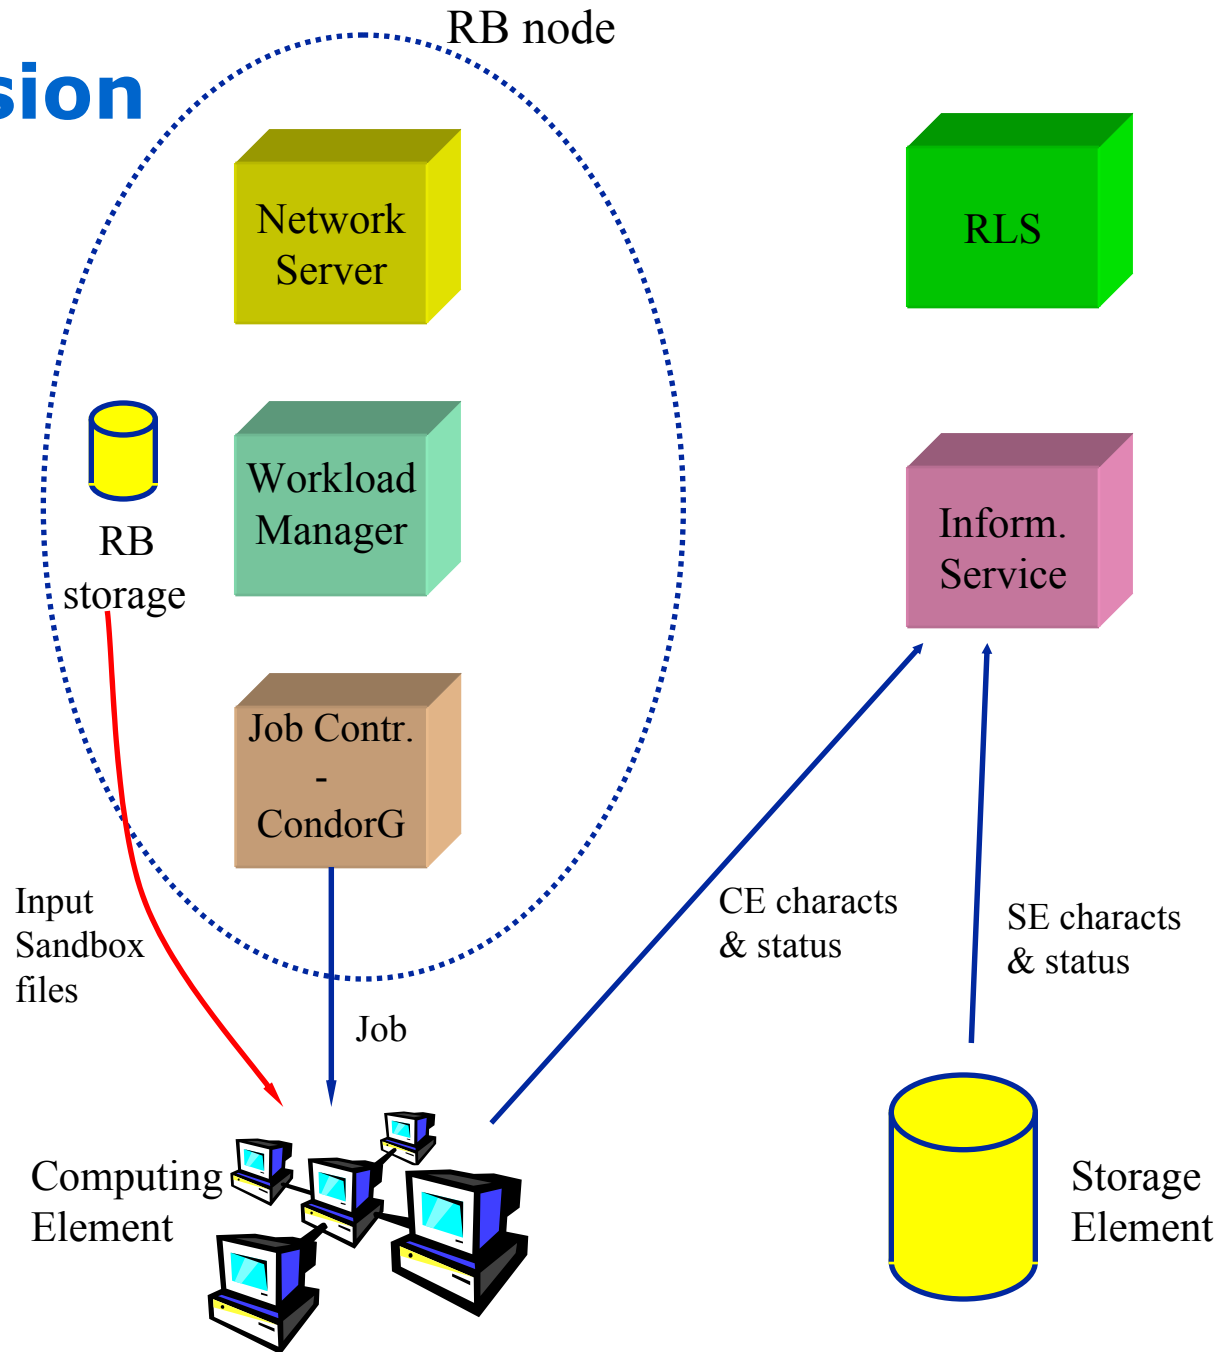 RB node
sion
Network
Server
RLS
Workload
Manager
RB
storage
Inform.
Service
Job Contr.
-
CondorG
Input
Sandbox
files
CE characts
& status
SE characts
& status
Job
Computing
Element
Storage
Element